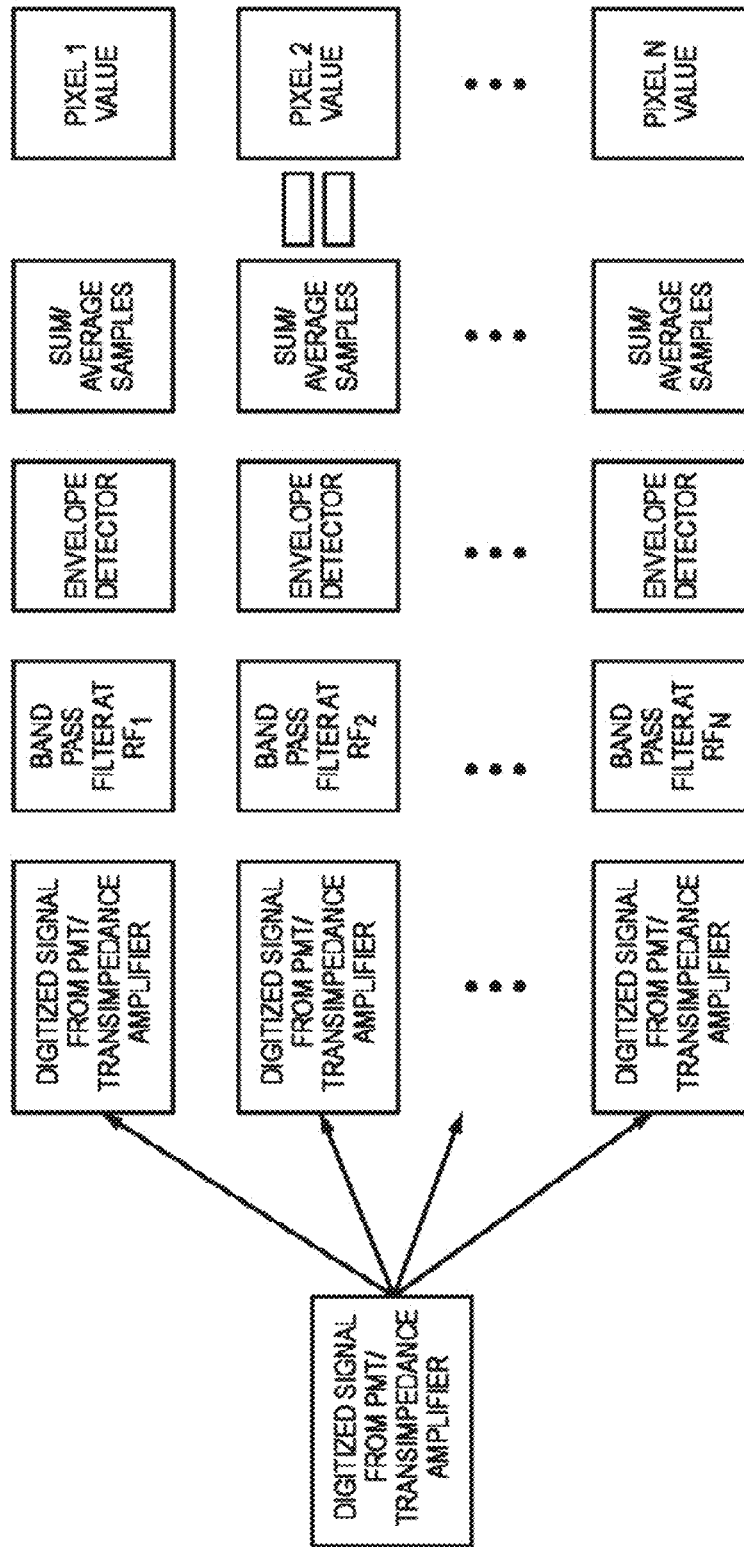 DIGITIZED SIGNAL
FROM PMT/
TRANSIMPEDANCE
AMPLIFIER
DIGITIZED SIGNAL
FROM PMT/
TRANSIMPEDANCE
AMPLIFIER
BAND
PASS
FILTER AT
RF1
ENVELOPE
DETECTOR
SUM/
AVERAGE
SAMPLES
PIXEL 1
VALUE
DIGITIZED SIGNAL
FROM PMT/
TRANSIMPEDANCE
AMPLIFIER
BAND
PASS
FILTER AT
RF2
ENVELOPE
DETECTOR
SUM/
AVERAGE
SAMPLES
PIXEL 2
VALUE
DIGITIZED SIGNAL
FROM PMT/
TRANSIMPEDANCE
AMPLIFIER
BAND
PASS
FILTER AT
RFN
ENVELOPE
DETECTOR
SUM/
AVERAGE
SAMPLES
PIXEL N
VALUE